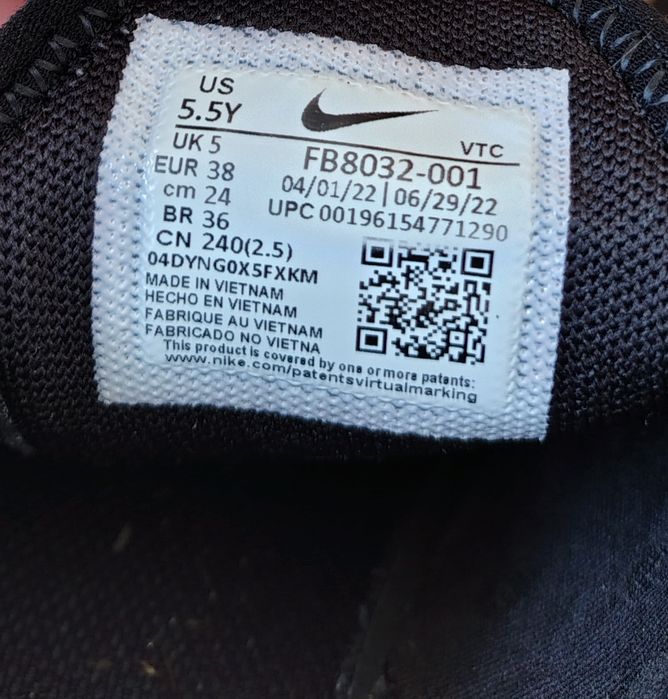 US
5.5Y
UK 5
EUR 38
cm 24
BR 36
CN 240(2.5)
VTC
FB8032-001
04/01/22 | 06/29/22
UPC 00196154771290
04DYNG0X5FXKM
MADE IN VIETNAM
HECHO EN VIETNAM
FABRIQUE AU VIETNAM
FABRICADO NO VIETNA
This product is covered by one or more patents:
www.nike.com/patentsvirtualmarking